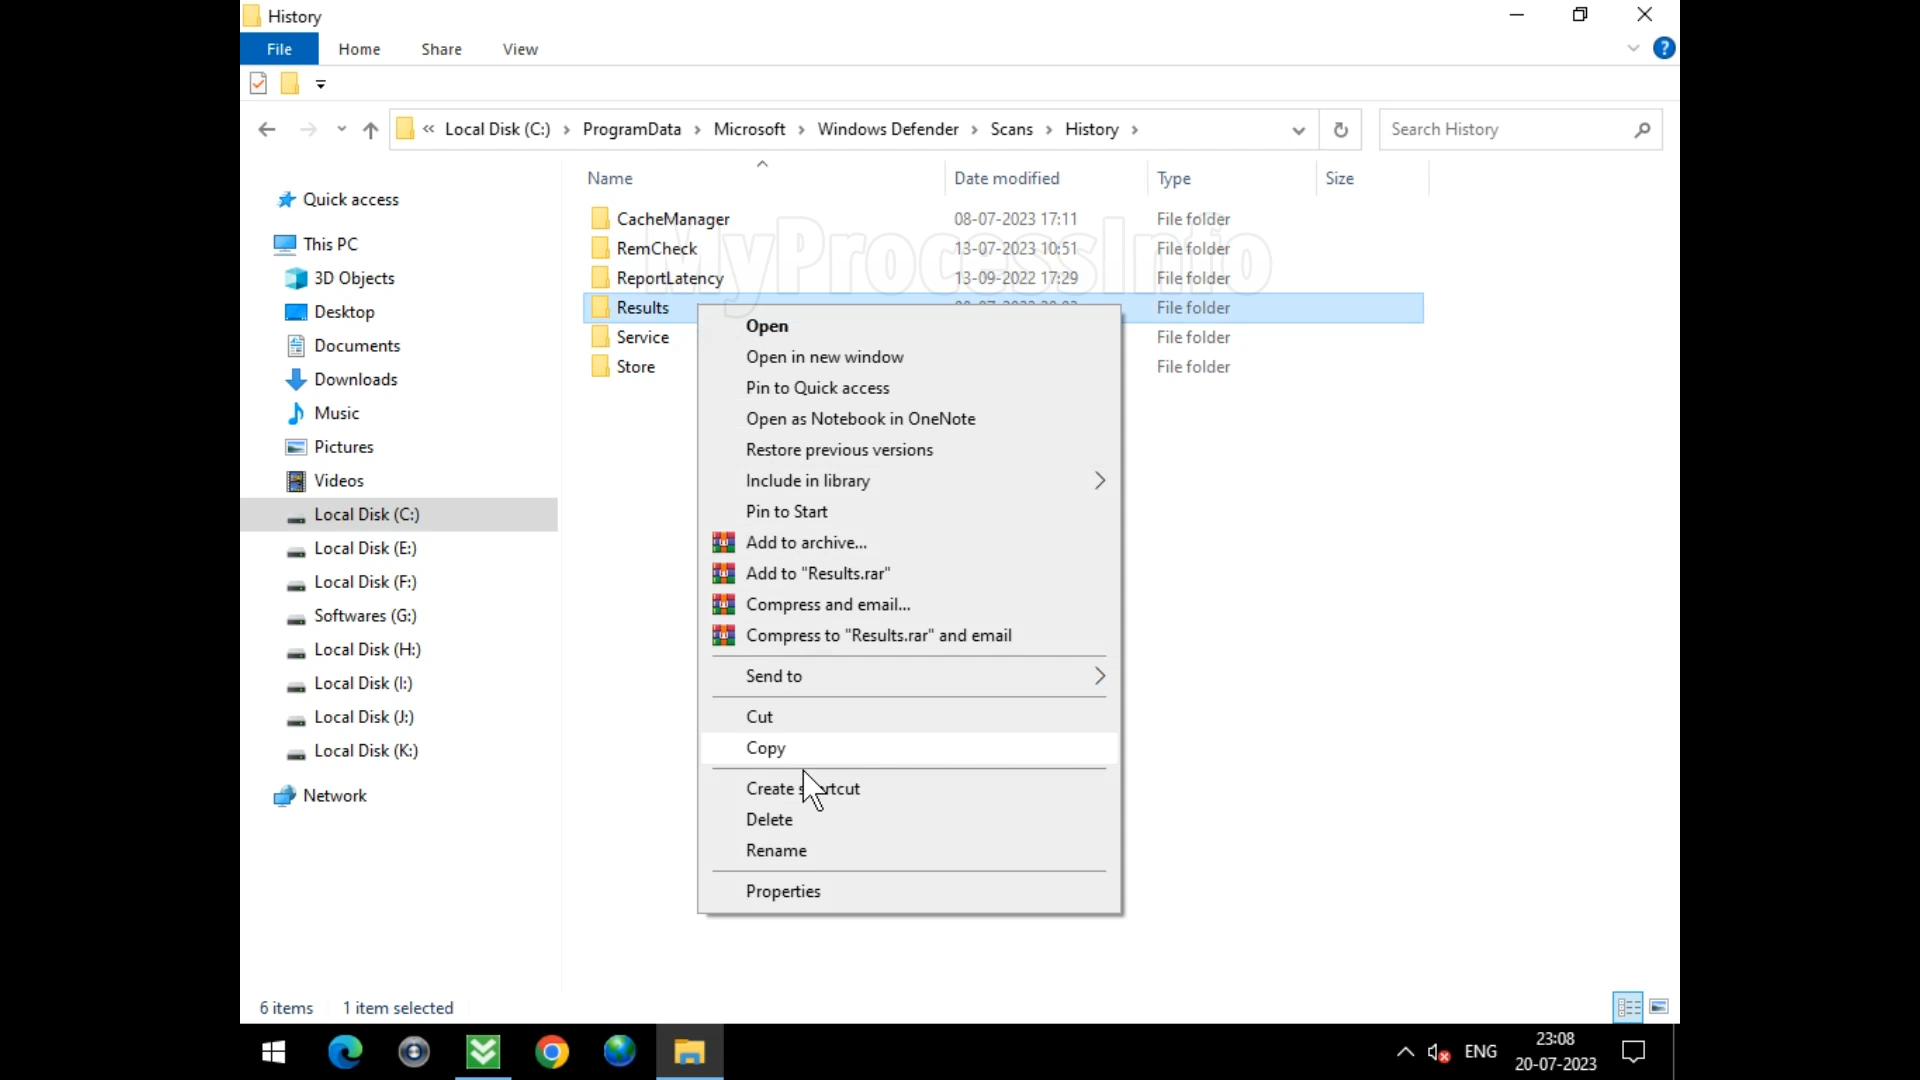 History
File Home Share View
« Local Disk (C:) › ProgramData › Microsoft › Windows Defender › Scans › History ›
Search History
Name Date modified Type Size
Quick access
This PC
3D Objects
Desktop
Documents
Downloads
Music
Pictures
Videos
Local Disk (C:)
Local Disk (E:)
Local Disk (F:)
Softwares (G:)
Local Disk (H:)
Local Disk (I:)
Local Disk (J:)
Local Disk (K:)
Network
CacheManager 08-07-2023 17:11 File folder
RemCheck 13-07-2023 10:51 File folder
ReportLatency 13-09-2022 17:29 File folder
Results File folder
Service File folder
Store File folder
MyProcessInfo
Open
Open in new window
Pin to Quick access
Open as Notebook in OneNote
Restore previous versions
Include in library
Pin to Start
Add to archive...
Add to "Results.rar"
Compress and email...
Compress to "Results.rar" and email
Send to
Cut
Copy
Create shortcut
Delete
Rename
Properties
6 items 1 item selected
ENG
23:08
20-07-2023